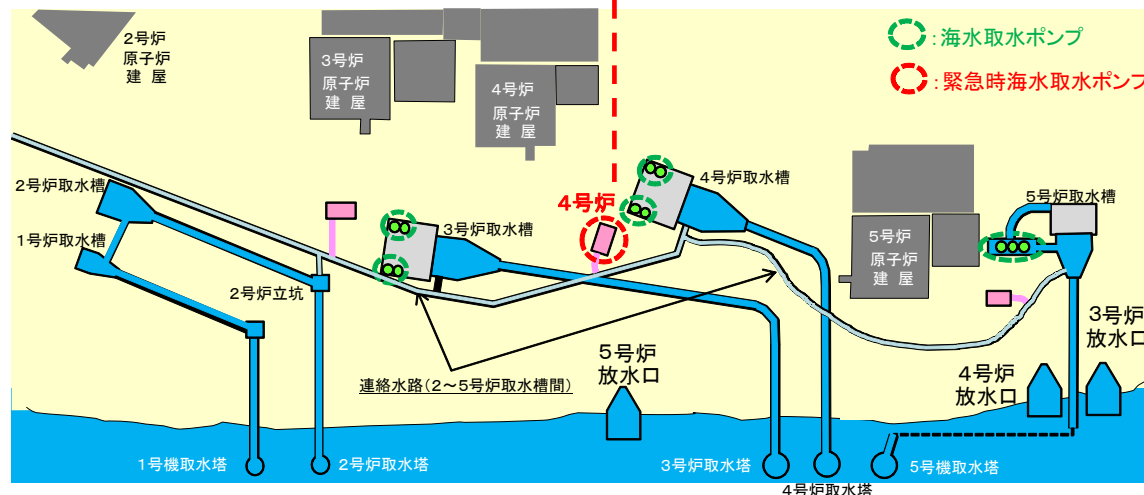 2号炉
原子炉
建 屋
3号炉
原子炉
建 屋
4号炉
原子炉
建 屋
:海水取水ポンプ
:緊急時海水取水ポンプ
2号炉取水槽
1号炉取水槽
3号炉取水槽
4号炉
4号炉取水槽
5号炉取水槽
5号炉
原子炉
建 屋
2号炉立坑
連絡水路(2~5号炉取水槽間)
5号炉
放水口
4号炉
放水口
3号炉
放水口
1号機取水塔
2号炉取水塔
3号炉取水塔
4号炉取水塔
5号機取水塔